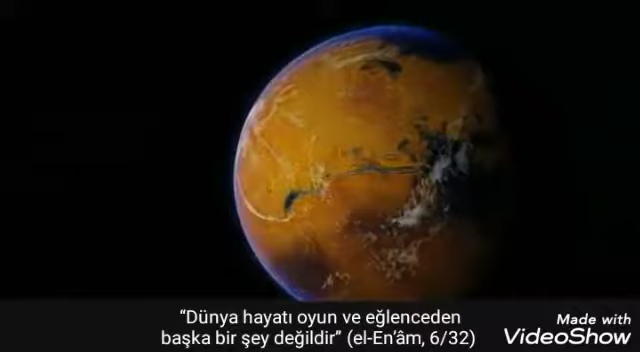 “Dünya hayatı oyun ve eğlenceden
başka bir şey değildir” (el-En’âm, 6/32)
Made with
VideoShow